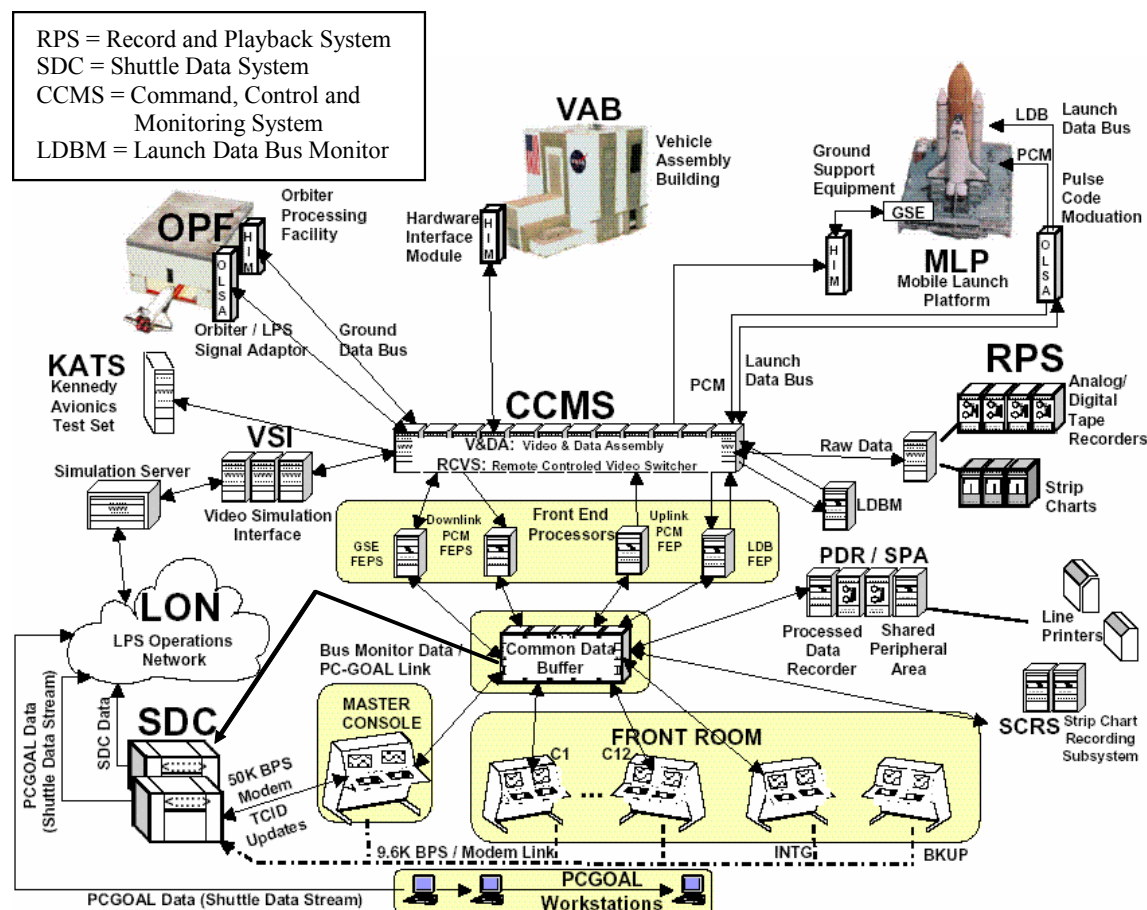 RPS = Record and Playback System
SDC = Shuttle Data System
CCMS = Command, Control and
Monitoring System
LDBM = Launch Data Bus Monitor
VAB
Vehicle
Assembly
Building
LDB
Launch
Data Bus
PCM
Ground
Support
Equipment
GSE
Pulse
Code
Moduation
HIM
OLSA
MLP
Mobile Launch
Platform
OPF
Orbiter
Processing
Facility
HIM
OLSA
Hardware
Interface
Module
HIM
Orbiter / LPS
Signal Adaptor
Ground
Data Bus
KATS
Kennedy
Avionics
Test Set
PCM
Launch
Data Bus
RPS
Analog/
Digital
Tape
Recorders
CCMS
V&DA: Video & Data Assembly
RCVS: Remote Controled Video Switcher
Raw Data
Strip
Charts
LDBM
VSI
Simulation Server
Video Simulation
Interface
Front End
Processors
GSE
FEPS
Downlink
PCM
FEPS
Uplink
PCM
FEP
LDB
FEP
PDR / SPA
Processed
Data
Recorder
Shared
Peripheral
Area
Line
Printers
LON
LPS Operations
Network
Bus Monitor Data /
PC-GOAL Link
Common Data
Buffer
SCRS
Strip Chart
Recording
Subsystem
MASTER
CONSOLE
FRONT ROOM
C1
C12
...
INTG
BKUP
SDC
SDC Data
PCGOAL Data
(Shuttle Data Stream)
50K BPS
Modem
TCID
Updates
9.6K BPS / Modem Link
PCGOAL Data (Shuttle Data Stream)
PCGOAL
Workstations